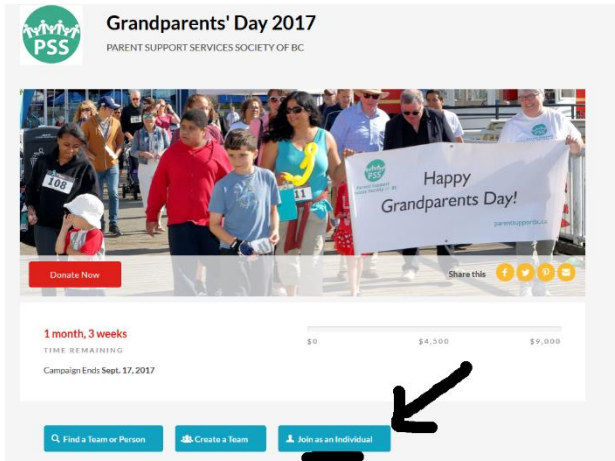 PSS
Grandparents' Day 2017
PARENT SUPPORT SERVICES SOCIETY OF BC
108
11
PSS
Happy
Grandparents Day!
parentsupportbc.ca
Donate Now
Share this
1 month, 3 weeks
TIME REMAINING
Campaign Ends Sept. 17, 2017
$0 $4,500 $9,000
Find a Team or Person
Create a Team
Join as an Individual